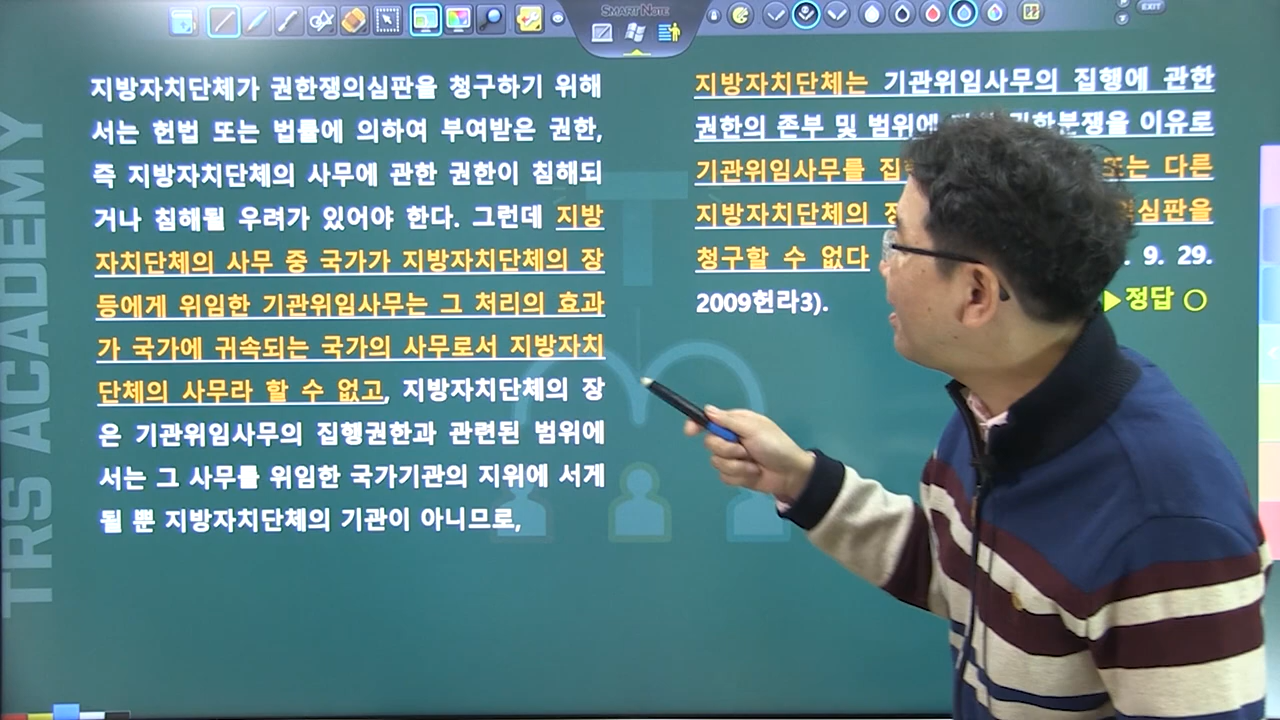 SMART NOTE
EXIT
TRS ACADEMY
지방자치단체가 권한쟁의심판을 청구하기 위해
서는 헌법 또는 법률에 의하여 부여받은 권한,
즉 지방자치단체의 사무에 관한 권한이 침해되
거나 침해될 우려가 있어야 한다. 그런데 지방
자치단체의 사무 중 국가가 지방자치단체의 장
등에게 위임한 기관위임사무는 그 처리의 효과
가 국가에 귀속되는 국가의 사무로서 지방자치
단체의 사무라 할 수 없고, 지방자치단체의 장
은 기관위임사무의 집행권한과 관련된 범위에
서는 그 사무를 위임한 국가기관의 지위에 서게
될 뿐 지방자치단체의 기관이 아니므로,
지방자치단체는 기관위임사무의 집행에 관한
권한의 존부 및 범위에 권한분쟁을 이유로
기관위임사무를 또는 다른
지방자치단체의 심판을
청구할 수 없다 9. 29.
2009헌라3).
▶정답 ○